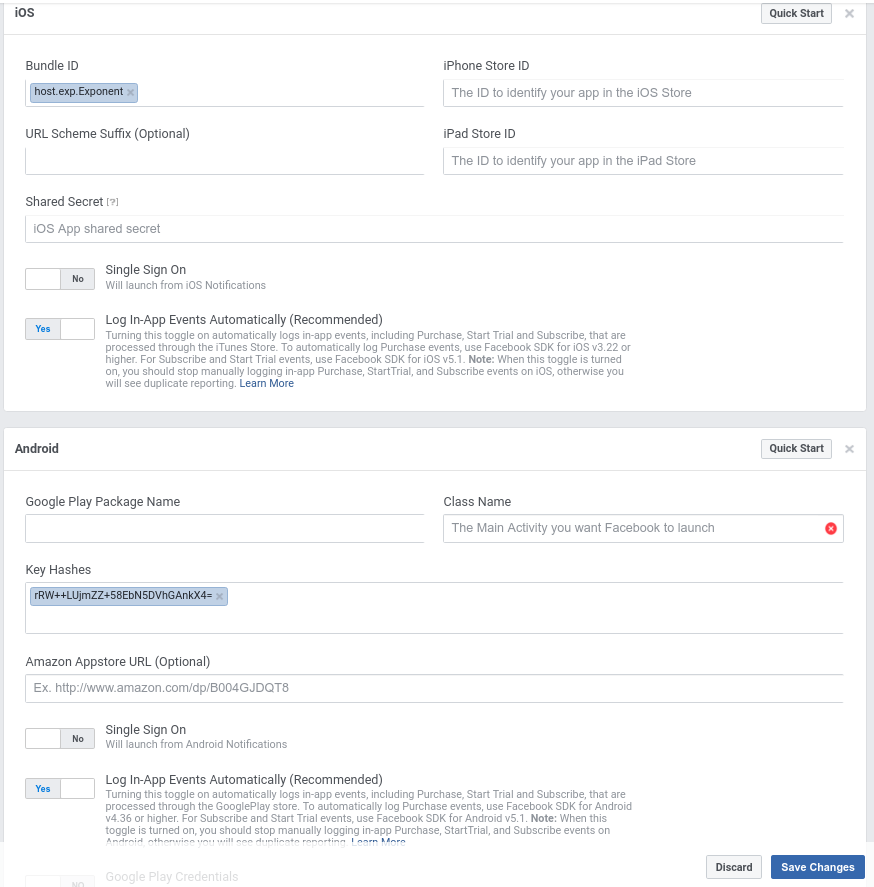 iOS
Quick Start
Bundle ID
iPhone Store ID
host.exp.Exponent
The ID to identify your app in the iOS Store
URL Scheme Suffix (Optional)
iPad Store ID
The ID to identify your app in the iPad Store
Shared Secret [?]
iOS App shared secret
No
Single Sign On
Will launch from iOS Notifications
Yes
Log In-App Events Automatically (Recommended)
Turning this toggle on automatically logs in-app events, including Purchase, Start Trial and Subscribe, that are
processed through the iTunes Store. To automatically log Purchase events, use Facebook SDK for iOS v3.22 or
higher. For Subscribe and Start Trial events, use Facebook SDK for iOS v5.1. Note: When this toggle is turned
on, you should stop manually logging in-app Purchase, StartTrial, and Subscribe events on iOS, otherwise you
will see duplicate reporting. Learn More
Android
Quick Start
Google Play Package Name
Class Name
The Main Activity you want Facebook to launch
Key Hashes
rRW++LUjmZZ+58EbN5DVhGAnkX4=
Amazon Appstore URL (Optional)
Ex. http://www.amazon.com/dp/B004GJDQT8
No
Single Sign On
Will launch from Android Notifications
Yes
Log In-App Events Automatically (Recommended)
Turning this toggle on automatically logs in-app events, including Purchase, Start Trial and Subscribe, that are
processed through the GooglePlay store. To automatically log Purchase events, use Facebook SDK for Android
v4.36 or higher. For Subscribe and Start Trial events, use Facebook SDK for Android v5.1. Note: When this
toggle is turned on, you should stop manually logging in-app Purchase, StartTrial, and Subscribe events on
Android, otherwise you will see duplicate reporting. Learn More
Discard
Save Changes
NO
Google Play Credentials